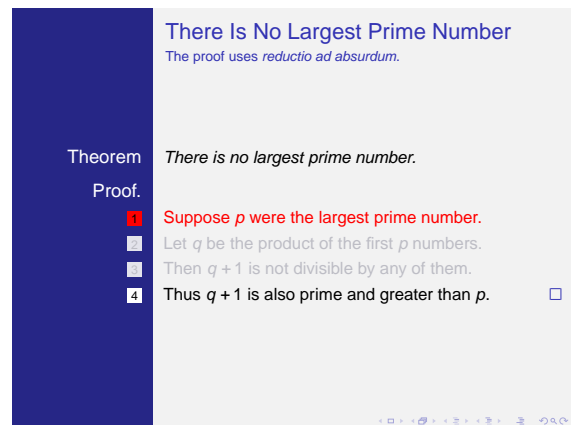 There Is No Largest Prime Number
The proof uses reductio ad absurdum.
Theorem There is no largest prime number.
Proof.
1 Suppose p were the largest prime number.
2 Let q be the product of the first p numbers.
3 Then q + 1 is not divisible by any of them.
4 Thus q + 1 is also prime and greater than p. □